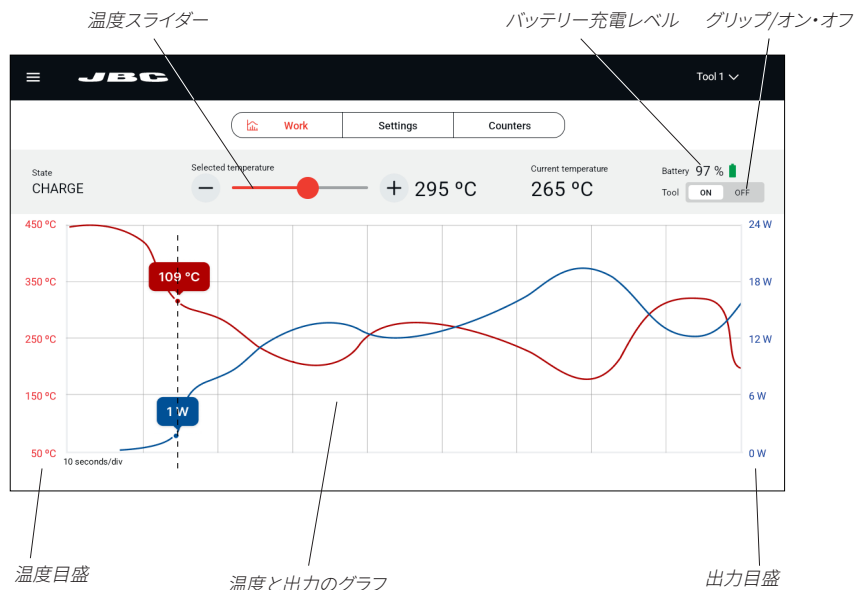 温度スライダー
バッテリー充電レベル
グリップ/オン・オフ
JBC
Tool 1
Work
Settings
Counters
State
CHARGE
Selected temperature
295 ºC
Current temperature
265 ºC
Battery 97 %
Tool ON OFF
450 ºC
24 W
350 ºC
109 ºC
18 W
250 ºC
12 W
150 ºC
6 W
1 W
50 ºC
0 W
10 seconds/div
温度目盛
温度と出力のグラフ
出力目盛